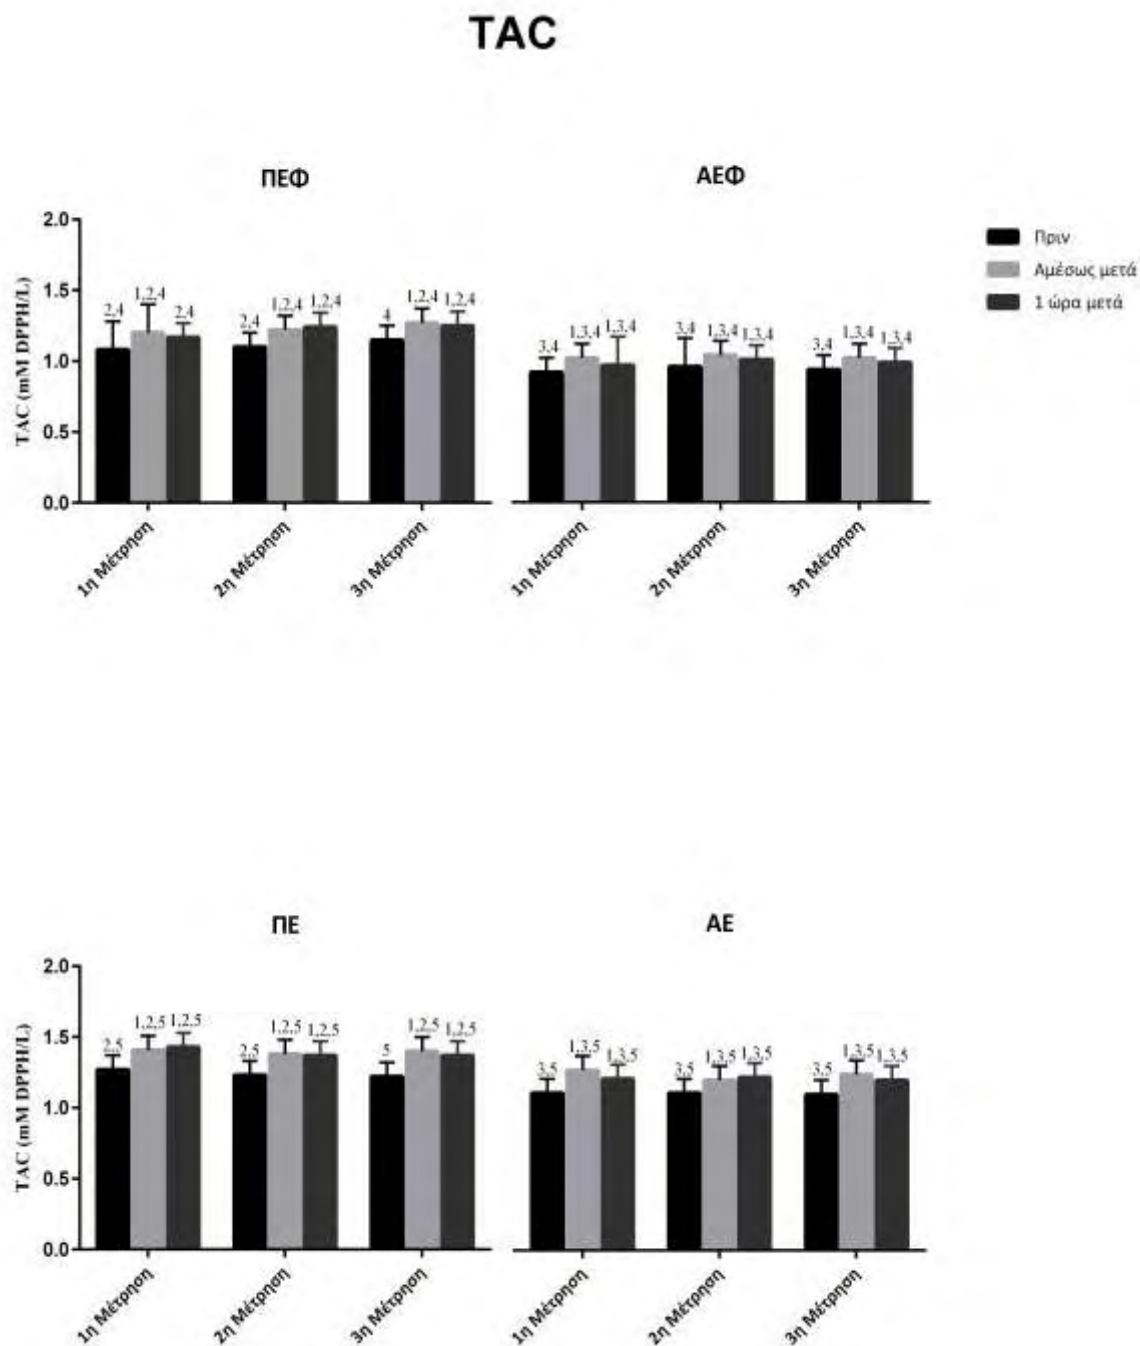 TAC
ΠΕΦ
ΑΕΦ
Πριν
Αμέσως μετά
1 ώρα μετά
TAC (mM DPPH/L)
2.0
1.5
1.0
0.5
0.0
2,4 1,2,4 2,4 2,4 1,2,4 1,2,4 4 1,2,4 1,2,4
3,4 1,3,4 1,3,4 3,4 1,3,4 1,3,4 3,4 1,3,4 1,3,4
1η Μέτρηση 2η Μέτρηση 3η Μέτρηση
1η Μέτρηση 2η Μέτρηση 3η Μέτρηση
ΠΕ
ΑΕ
TAC (mM DPPH/L)
2.0
1.5
1.0
0.5
0.0
2,5 1,2,5 1,2,5 2,5 1,2,5 1,2,5 5 1,2,5 1,2,5
3,5 1,3,5 1,3,5 3,5 1,3,5 1,3,5 3,5 1,3,5 1,3,5
1η Μέτρηση 2η Μέτρηση 3η Μέτρηση
1η Μέτρηση 2η Μέτρηση 3η Μέτρηση